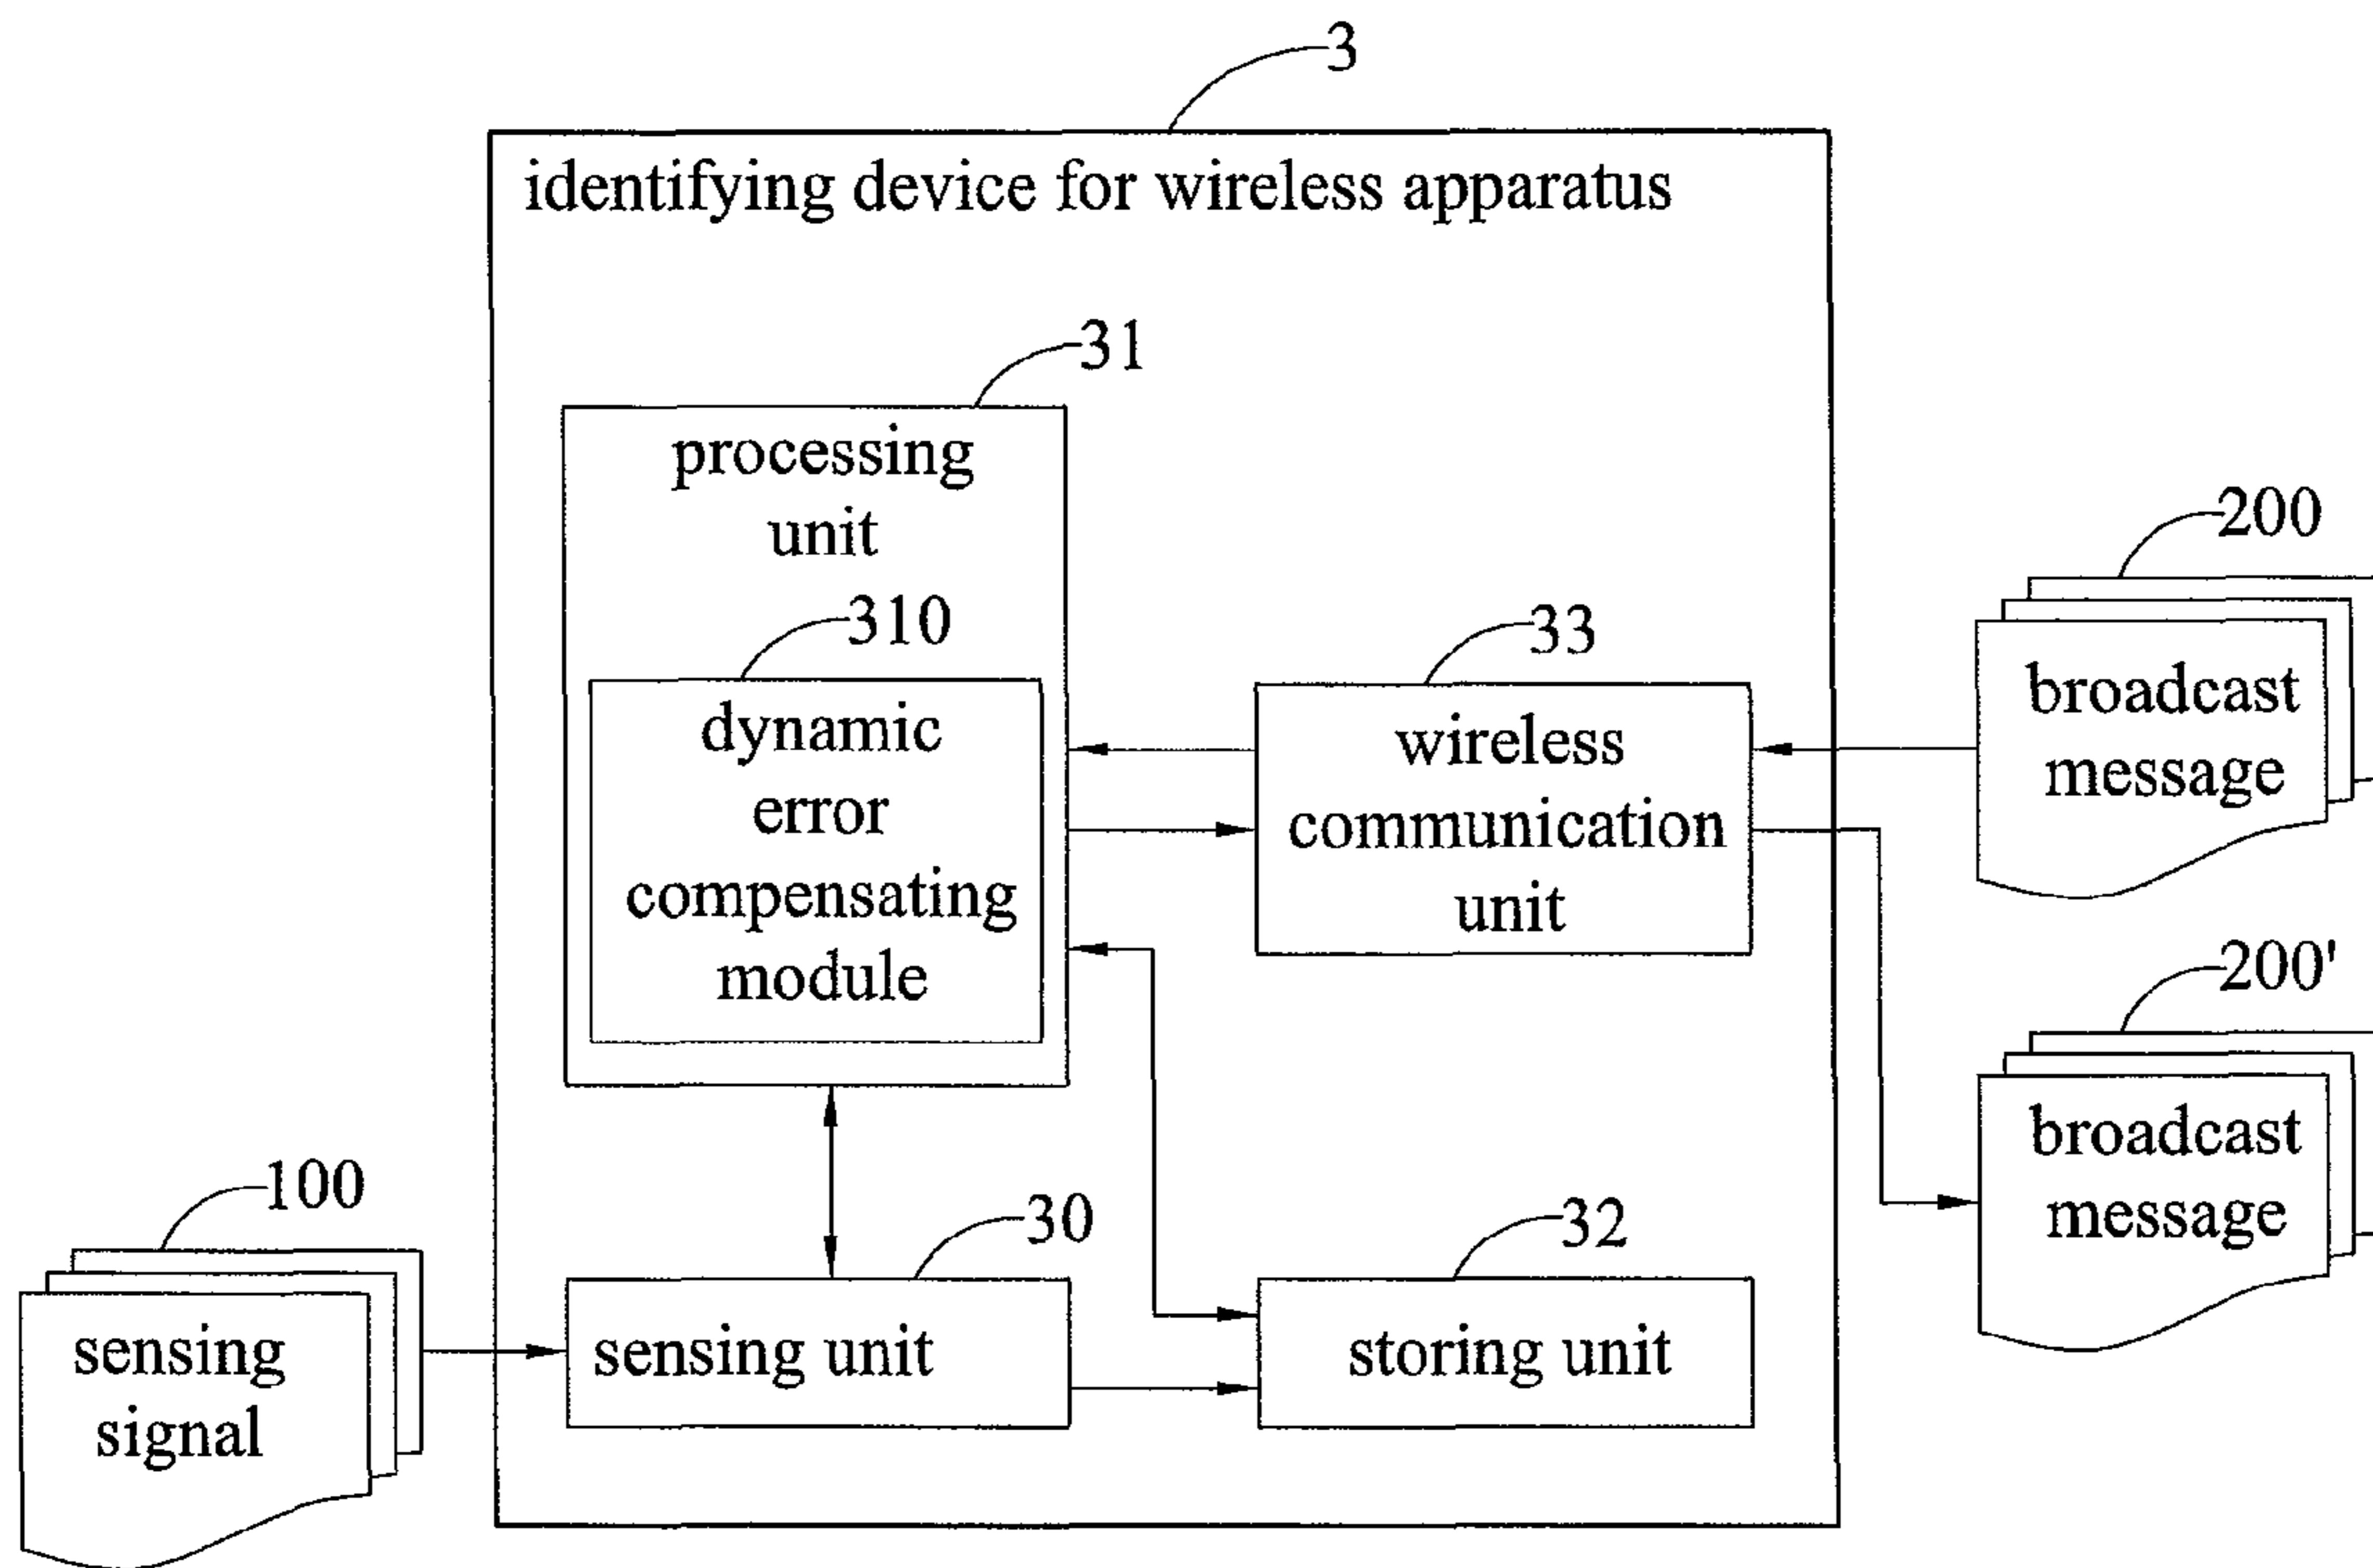 3
identifying device for wireless apparatus
31
processing
unit
310
dynamic
error
compensating
module
33
wireless
communication
unit
200
broadcast
message
200'
broadcast
message
100
sensing
signal
30
sensing unit
32
storing unit